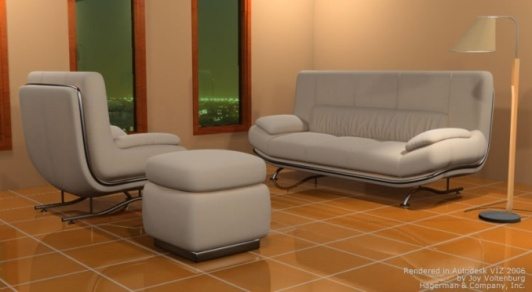 Rendered in Autodesk VIZ 2006
by Joy Voltenburg
Hagerman & Company, Inc.